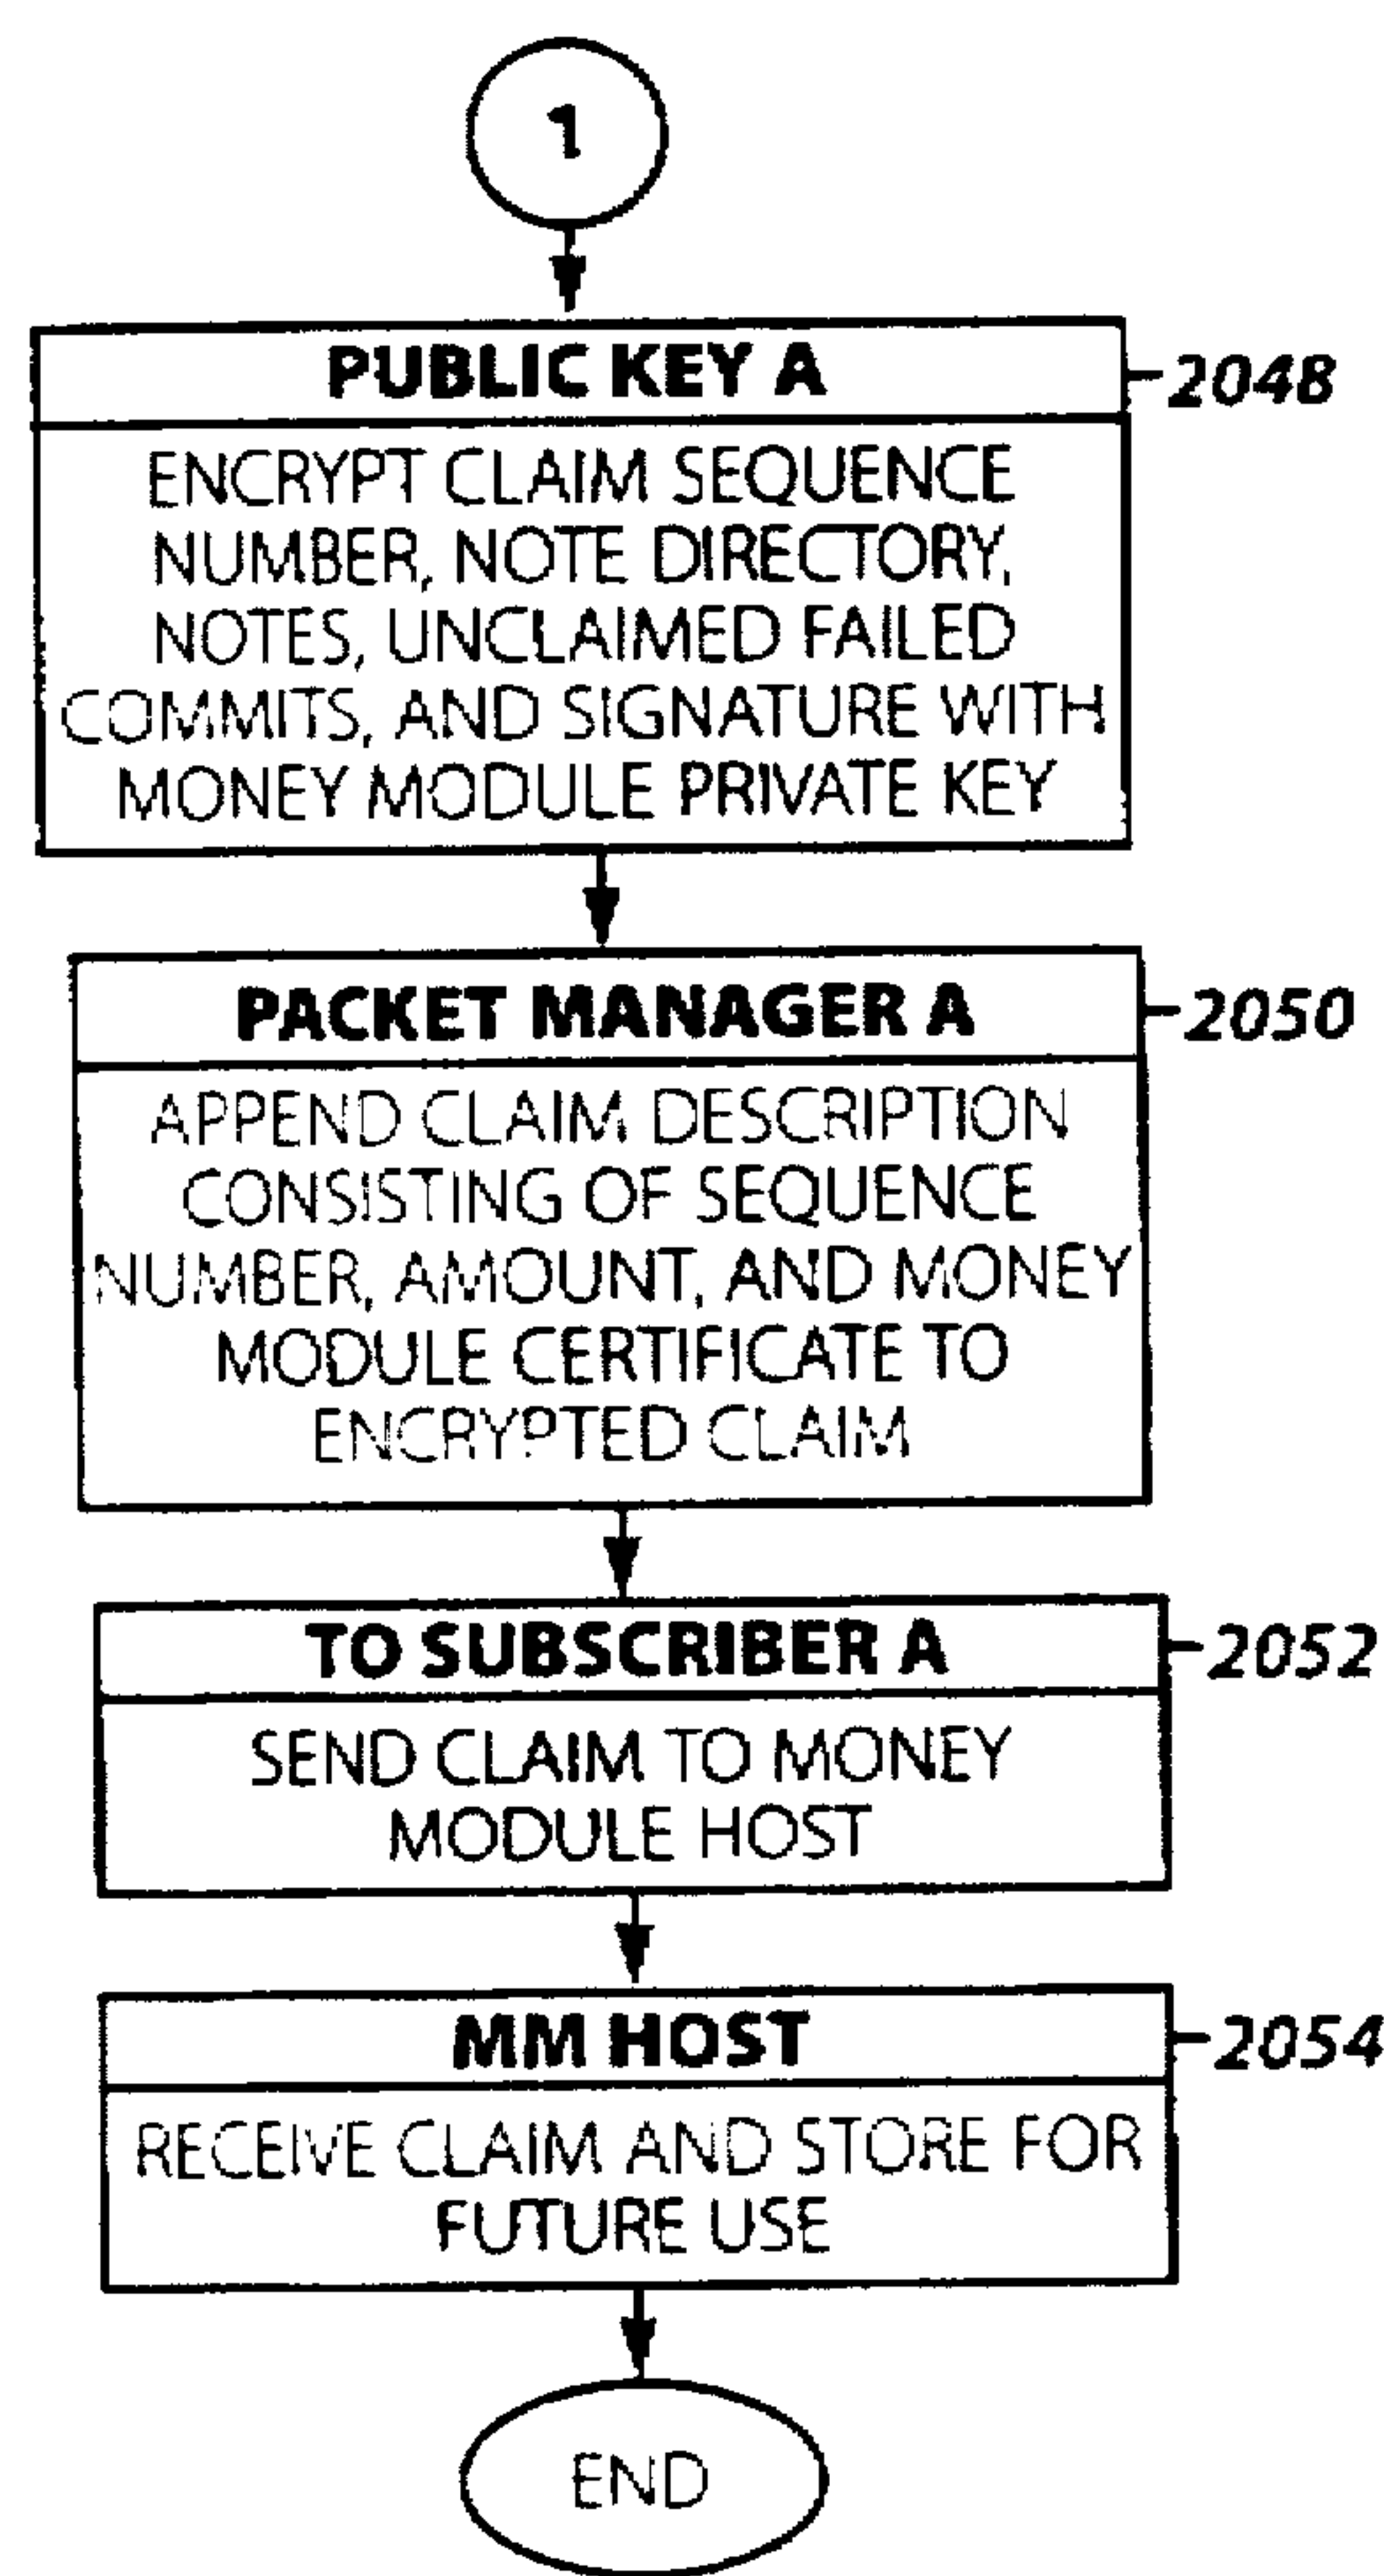 1
PUBLIC KEY A
2048
ENCRYPT CLAIM SEQUENCE
NUMBER, NOTE DIRECTORY,
NOTES, UNCLAIMED FAILED
COMMITS, AND SIGNATURE WITH
MONEY MODULE PRIVATE KEY
PACKET MANAGER A
2050
APPEND CLAIM DESCRIPTION
CONSISTING OF SEQUENCE
NUMBER, AMOUNT, AND MONEY
MODULE CERTIFICATE TO
ENCRYPTED CLAIM
TO SUBSCRIBER A
2052
SEND CLAIM TO MONEY
MODULE HOST
MM HOST
2054
RECEIVE CLAIM AND STORE FOR
FUTURE USE
END